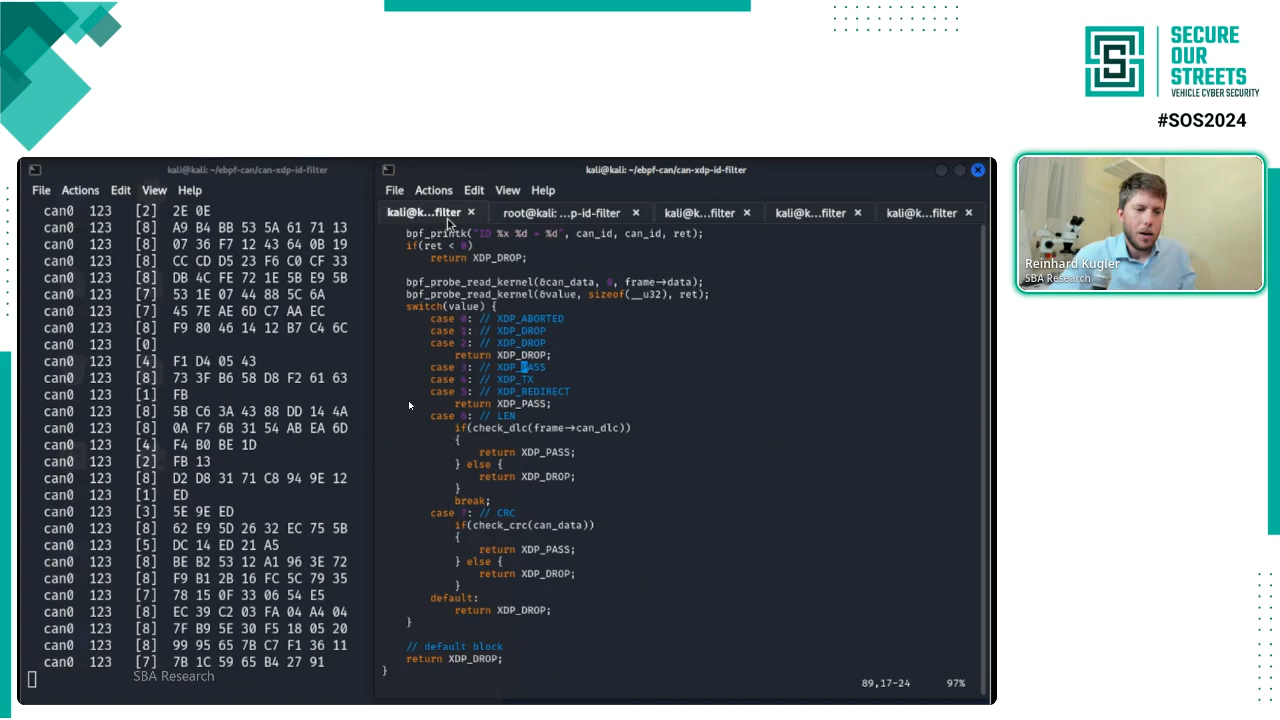 SECURE
OUR
STREETS
VEHICLE CYBER SECURITY
#SOS2024
kali@kali: ~/ebpf/can-xdp-id-filter
File Actions Edit View Help
can0 123 [2] 2E 0E
can0 123 [8] A9 B4 BB 53 5A 61 71 13
can0 123 [8] 07 36 F7 12 43 64 0B 19
can0 123 [8] CC CD D5 23 F6 C0 CF 33
can0 123 [8] DB 4C FE 72 1E 5B E9 5B
can0 123 [7] 53 1E 07 44 88 5C 6A
can0 123 [7] 45 7E AE 6D C7 AA EC
can0 123 [8] F9 80 46 14 12 B7 C4 6C
can0 123 [0]
can0 123 [4] F1 D4 05 43
can0 123 [8] 73 3F B6 58 D8 F2 61 63
can0 123 [1] FB
can0 123 [8] 5B C6 3A 43 88 DD 14 4A
can0 123 [8] 0A F7 6B 31 54 AB EA 6D
can0 123 [4] F4 B0 BE 1D
can0 123 [2] FB 13
can0 123 [8] D2 D8 31 71 C8 94 9E 12
can0 123 [1] ED
can0 123 [3] 5E 9E ED
can0 123 [8] 62 E9 5D 26 32 EC 75 5B
can0 123 [5] DC 14 ED 21 A5
can0 123 [8] BE B2 53 12 A1 96 3E 72
can0 123 [8] F9 B1 2B 16 FC 5C 79 35
can0 123 [7] 78 15 0F 33 06 54 E5
can0 123 [8] EC 39 C2 03 FA 04 A4 04
can0 123 [8] 7F B9 5E 30 F5 18 05 20
can0 123 [8] 99 95 65 7B C7 F1 36 11
can0 123 [7] 7B 1C 59 65 B4 27 91
SBA Research
kali@kali: ~/ebpf/can-xdp-id-filter
File Actions Edit View Help
kali@k...filter × root@kali: ...p-id-filter × kali@k...filter × kali@k...filter × kali@k...filter ×
bpf_printk("ID %x %d = %d", can_id, can_id, ret);
if(ret < 0)
return XDP_DROP;
bpf_probe_read_kernel(&can_data, 8, frame→data);
bpf_probe_read_kernel(&value, sizeof(__u32), ret);
switch(value) {
case 0: // XDP_ABORTED
case 1: // XDP_DROP
case 2: // XDP_DROP
return XDP_DROP;
case 3: // XDP_PASS
case 4: // XDP_TX
case 5: // XDP_REDIRECT
return XDP_PASS;
case 6: // LEN
if(check_dlc(frame→can_dlc))
{
return XDP_PASS;
} else {
return XDP_DROP;
}
break;
case 7: // CRC
if(check_crc(can_data))
{
return XDP_PASS;
} else {
return XDP_DROP;
}
default:
return XDP_DROP;
}
// default block
return XDP_DROP;
}
89,17-24 97%
Reinhard Kugler
SBA Research